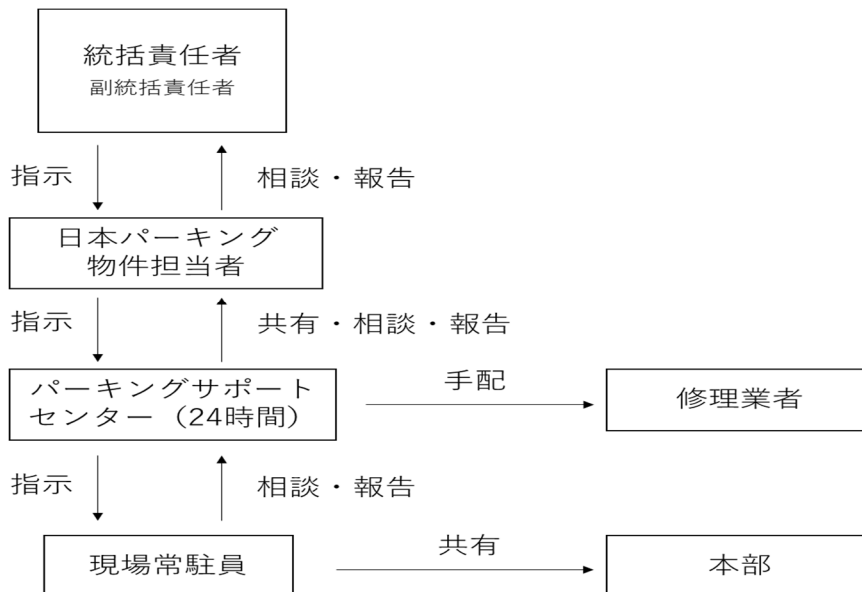 統括責任者
副統括責任者
指示
相談・報告
日本パーキング
物件担当者
指示
共有・相談・報告
パーキングサポート
センター（24時間）
手配
修理業者
指示
相談・報告
現場常駐員
共有
本部